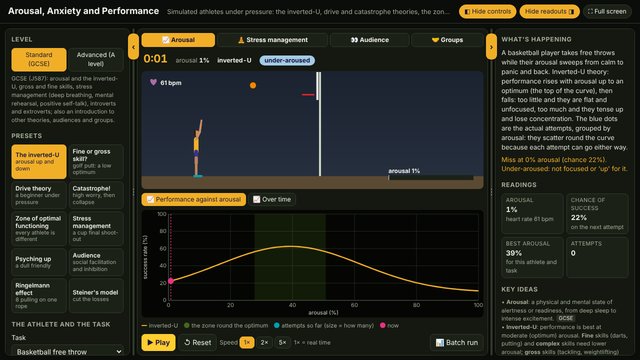 Arousal, Anxiety and Performance
Simulated athletes under pressure: the inverted-U, drive and catastrophe theories, the zon...
Hide controls
Hide readouts
Full screen
LEVEL
Standard (GCSE)
Advanced (A level)
GCSE (J587): arousal and the inverted-U, gross and fine skills, stress management (deep breathing, mental rehearsal, positive self-talk), introverts and extroverts; also an introduction to other theories, audiences and groups.
PRESETS
The inverted-U
arousal up and down
Fine or gross skill?
golf putt: a low optimum
Drive theory
a beginner under pressure
Catastrophe!
high worry, then collapse
Zone of optimal functioning
every athlete is different
Stress management
a cup final shoot-out
Psyching up
a dull friendly
Audience
social facilitation and inhibition
Ringelmann effect
8 pulling on one rope
Steiner's model
cut the losses
THE ATHLETE AND THE TASK
Task
Basketball free throw
Arousal
Stress management
Audience
Groups
0:01 arousal 1% inverted-U under-aroused
61 bpm
arousal 1%
Performance against arousal
Over time
success rate (%)
100
80
60
40
20
0
0 20 40 60 80 100
arousal (%)
inverted-U
the zone round the optimum
attempts so far (size = how many)
now
Play
Reset
Speed 1× 2× 5× 1× = real time
Batch run
WHAT'S HAPPENING
A basketball player takes free throws while their arousal swings from calm to panic and back. Inverted-U theory: performance rises with arousal up to an optimum (the top of the curve), then falls: too little and they are flat and unfocused, too much and they tense up and lose coordination. The blue dots are the actual attempts, grouped by arousal: they scatter round the curve because each attempt can go either way.
Miss at 0% arousal (chance 22%).
Under-aroused: not focused or 'up' for it.
READINGS
AROUSAL
1%
heart rate 61 bpm
CHANCE OF SUCCESS
22%
on the next attempt
BEST AROUSAL
39%
for this athlete and task
ATTEMPTS
0
KEY IDEAS
Arousal: a physical and mental state of alertness or readiness, from deep sleep to intense excitement. GCSE
Inverted-U: performance is best at moderate (optimum) arousal. Fine skills (darts, putting) and complex skills need lower arousal; gross skills (tackling, weightlifting)